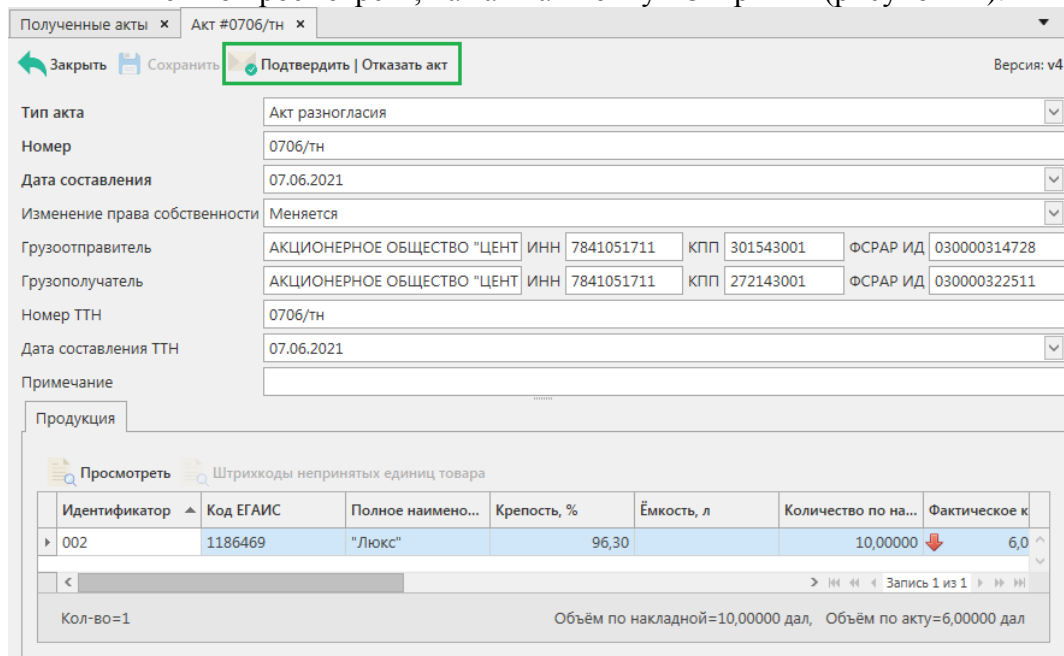 Полученные акты × Акт #0706/тн ×
Закрыть Сохранить Подтвердить | Отказать акт Версия: v4
Тип акта Акт разногласия
Номер 0706/тн
Дата составления 07.06.2021
Изменение права собственности Меняется
Грузоотправитель АКЦИОНЕРНОЕ ОБЩЕСТВО "ЦЕНТ ИНН 7841051711 КПП 301543001 ФСРАР ИД 030000314728
Грузополучатель АКЦИОНЕРНОЕ ОБЩЕСТВО "ЦЕНТ ИНН 7841051711 КПП 272143001 ФСРАР ИД 030000322511
Номер ТТН 0706/тн
Дата составления ТТН 07.06.2021
Примечание
Продукция
Просмотреть Штрихкоды непринятых единиц товара
Идентификатор Код ЕГАИС Полное наимено... Крепость, % Ёмкость, л Количество по на... Фактическое к
002 1186469 "Люкс" 96,30 10,00000 6,0
Запись 1 из 1
Кол-во=1 Объём по накладной=10,00000 дал, Объём по акту=6,00000 дал